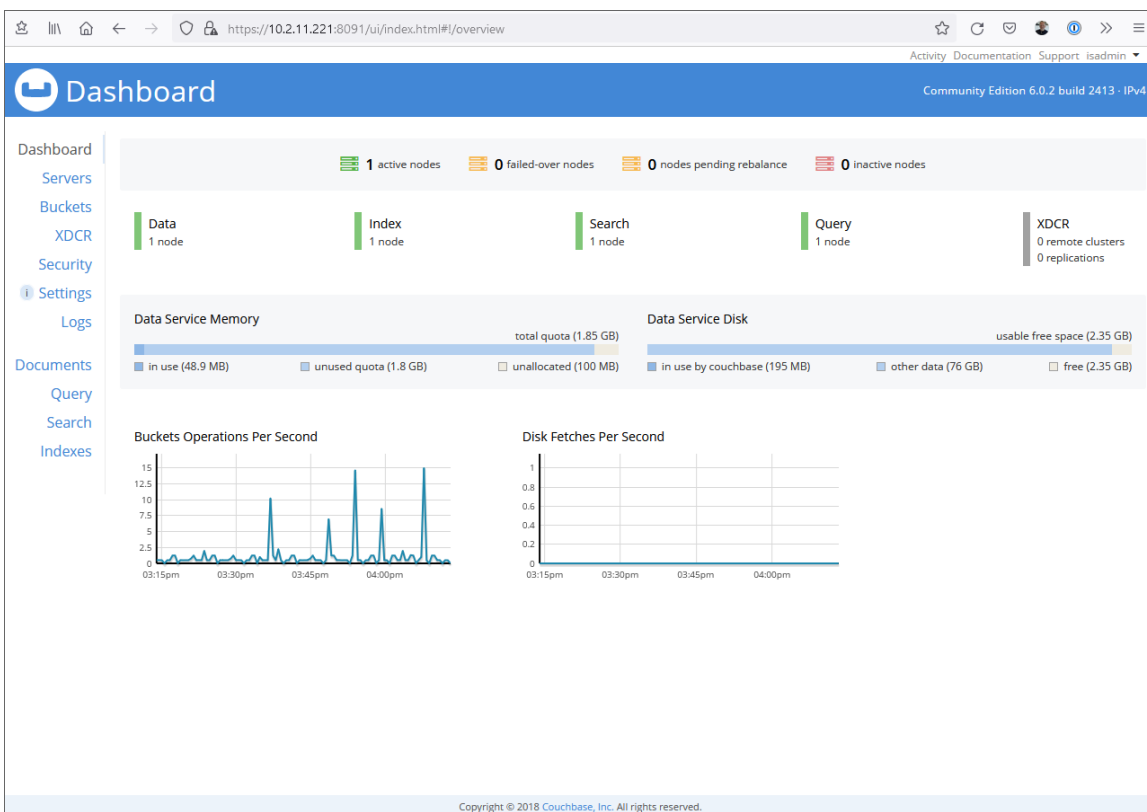 https://10.2.11.221:8091/ui/index.html#!/overview
Activity Documentation Support isadmin
Dashboard
Community Edition 6.0.2 build 2413 · IPv4
Dashboard
Servers
Buckets
XDCR
Security
i Settings
Logs
Documents
Query
Search
Indexes
1 active nodes 0 failed-over nodes 0 nodes pending rebalance 0 inactive nodes
Data
1 node
Index
1 node
Search
1 node
Query
1 node
XDCR
0 remote clusters
0 replications
Data Service Memory
total quota (1.85 GB)
in use (48.9 MB) unused quota (1.8 GB) unallocated (100 MB)
Data Service Disk
usable free space (2.35 GB)
in use by couchbase (195 MB) other data (76 GB) free (2.35 GB)
Buckets Operations Per Second
15
12.5
10
7.5
5
2.5
0
03:15pm 03:30pm 03:45pm 04:00pm
Disk Fetches Per Second
1
0.8
0.6
0.4
0.2
0
03:15pm 03:30pm 03:45pm 04:00pm
Copyright © 2018 Couchbase, Inc. All rights reserved.